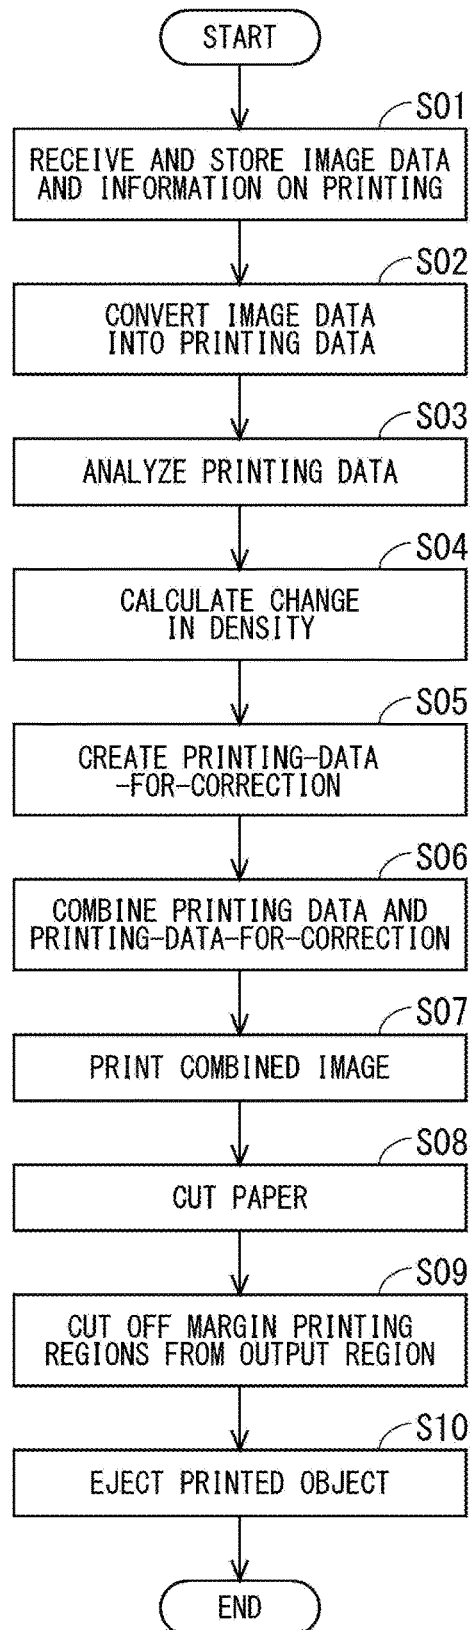 START
S01
RECEIVE AND STORE IMAGE DATA
AND INFORMATION ON PRINTING
S02
CONVERT IMAGE DATA
INTO PRINTING DATA
S03
ANALYZE PRINTING DATA
S04
CALCULATE CHANGE
IN DENSITY
S05
CREATE PRINTING-DATA
-FOR-CORRECTION
S06
COMBINE PRINTING DATA AND
PRINTING-DATA-FOR-CORRECTION
S07
PRINT COMBINED IMAGE
S08
CUT PAPER
S09
CUT OFF MARGIN PRINTING
REGIONS FROM OUTPUT REGION
S10
EJECT PRINTED OBJECT
END